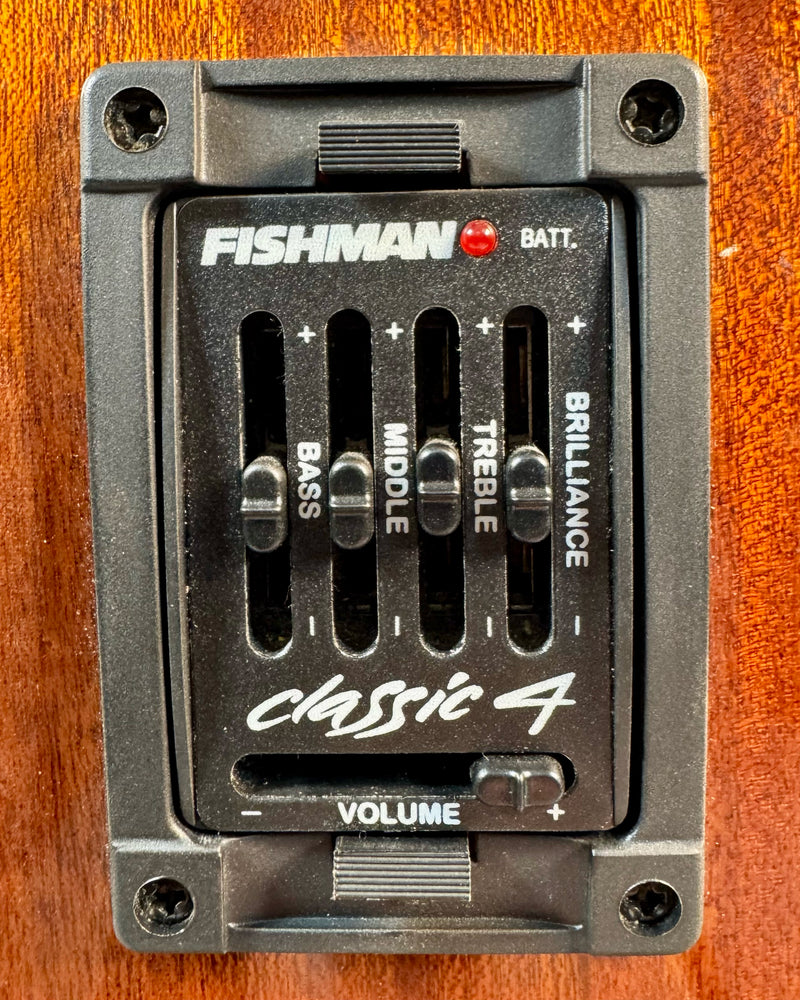 FISHMAN
BATT.
+ + + +
BASS
MIDDLE
TREBLE
BRILLIANCE
- - - -
classic 4
- VOLUME +